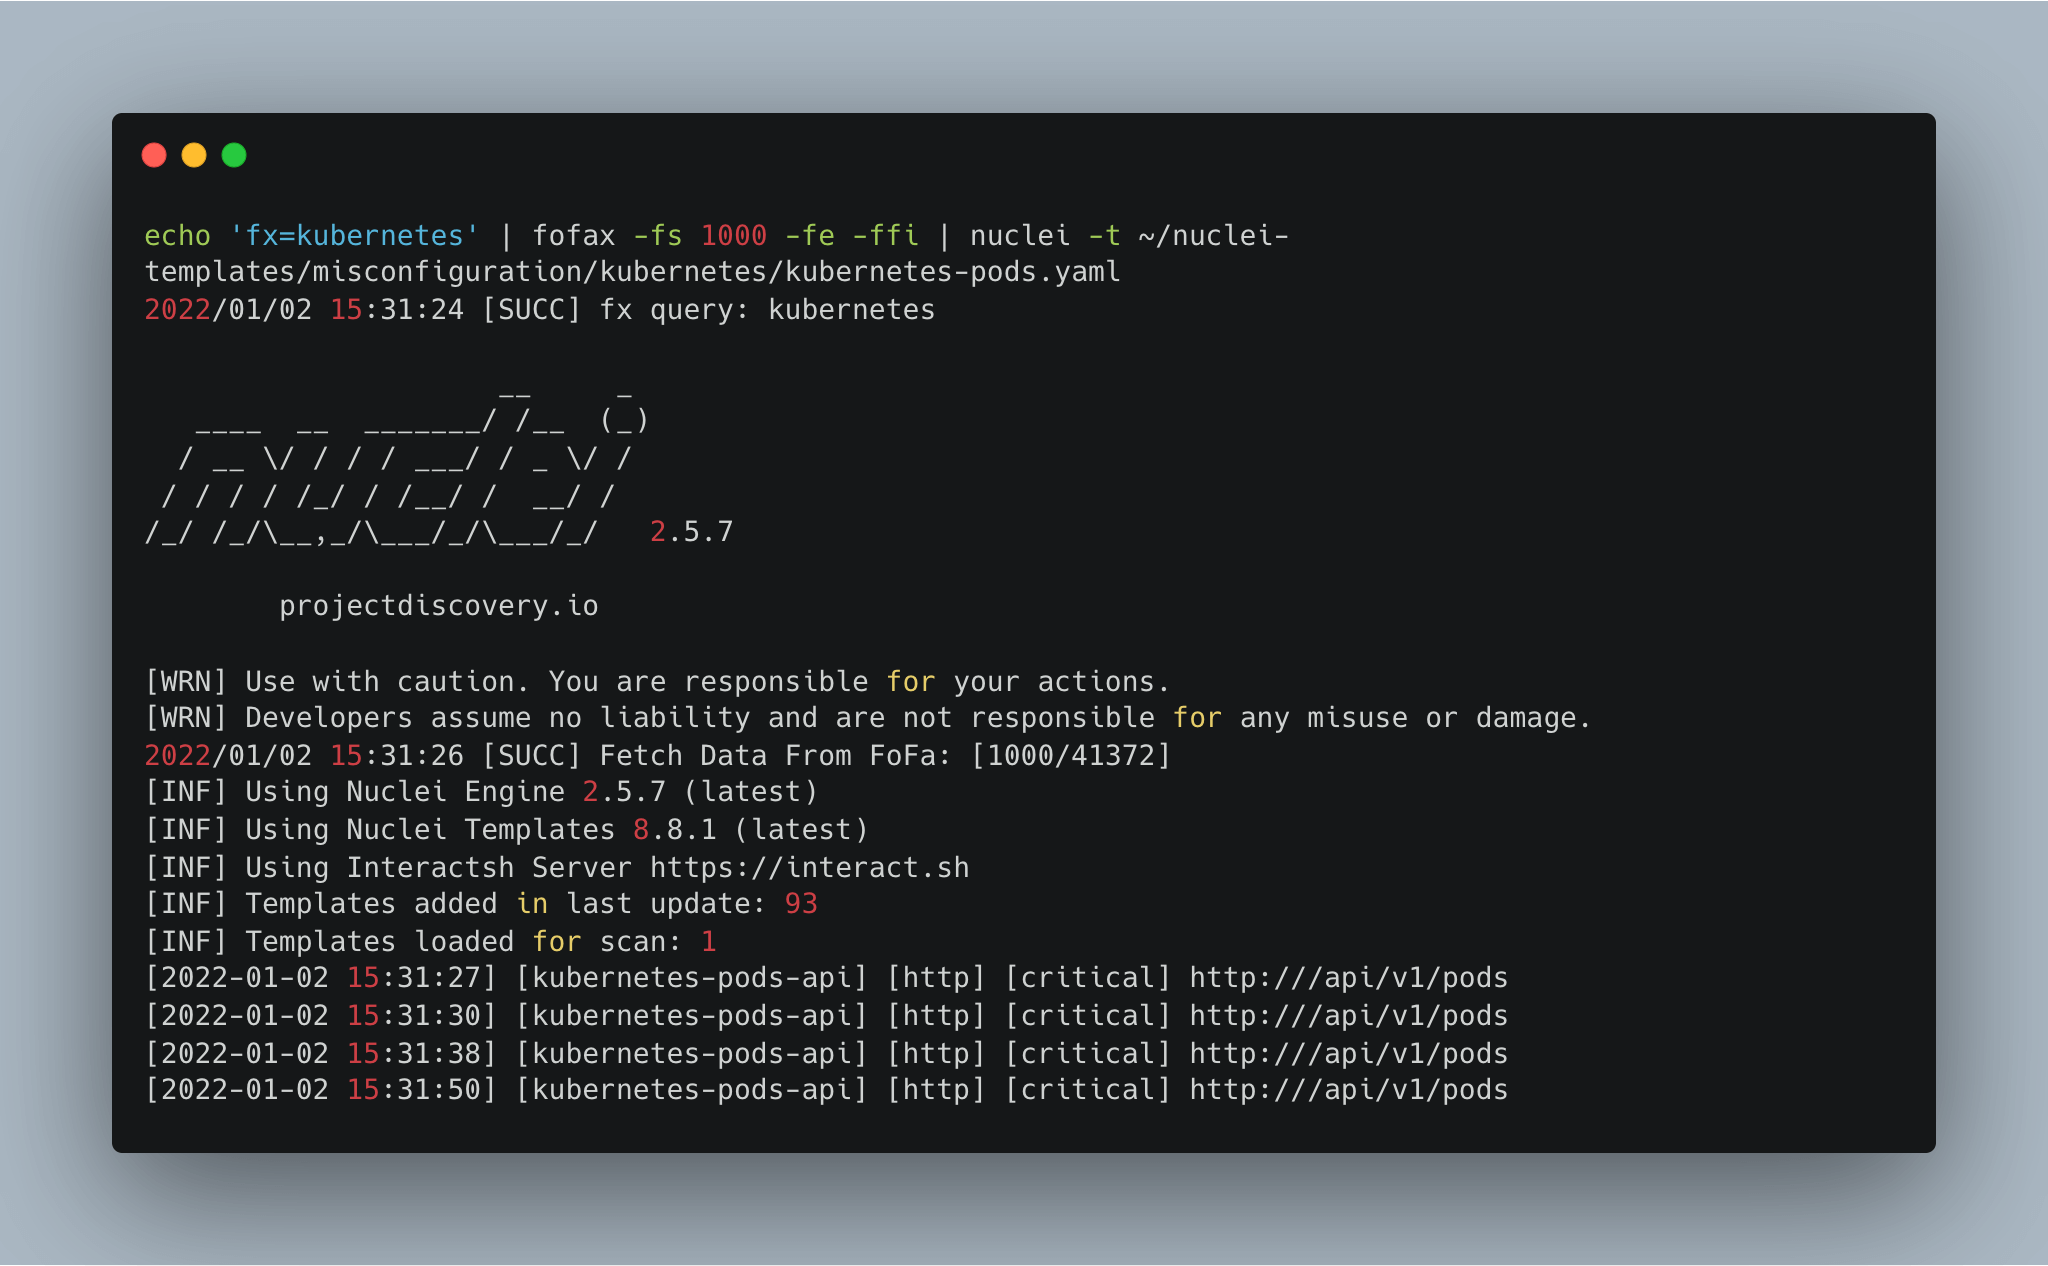 echo 'fx=kubernetes' | fofax -fs 1000 -fe -ffi | nuclei -t ~/nuclei-
templates/misconfiguration/kubernetes/kubernetes-pods.yaml
2022/01/02 15:31:24 [SUCC] fx query: kubernetes
                     __     _
   ____  __  _______/ /__  (_)
  / __ \/ / / / ___/ / _ \/ /
 / / / / /_/ / /__/ /  __/ /
/_/ /_/\__,_/\___/_/\___/_/   2.5.7
        projectdiscovery.io
[WRN] Use with caution. You are responsible for your actions.
[WRN] Developers assume no liability and are not responsible for any misuse or damage.
2022/01/02 15:31:26 [SUCC] Fetch Data From FoFa: [1000/41372]
[INF] Using Nuclei Engine 2.5.7 (latest)
[INF] Using Nuclei Templates 8.8.1 (latest)
[INF] Using Interactsh Server https://interact.sh
[INF] Templates added in last update: 93
[INF] Templates loaded for scan: 1
[2022-01-02 15:31:27] [kubernetes-pods-api] [http] [critical] http:///api/v1/pods
[2022-01-02 15:31:30] [kubernetes-pods-api] [http] [critical] http:///api/v1/pods
[2022-01-02 15:31:38] [kubernetes-pods-api] [http] [critical] http:///api/v1/pods
[2022-01-02 15:31:50] [kubernetes-pods-api] [http] [critical] http:///api/v1/pods